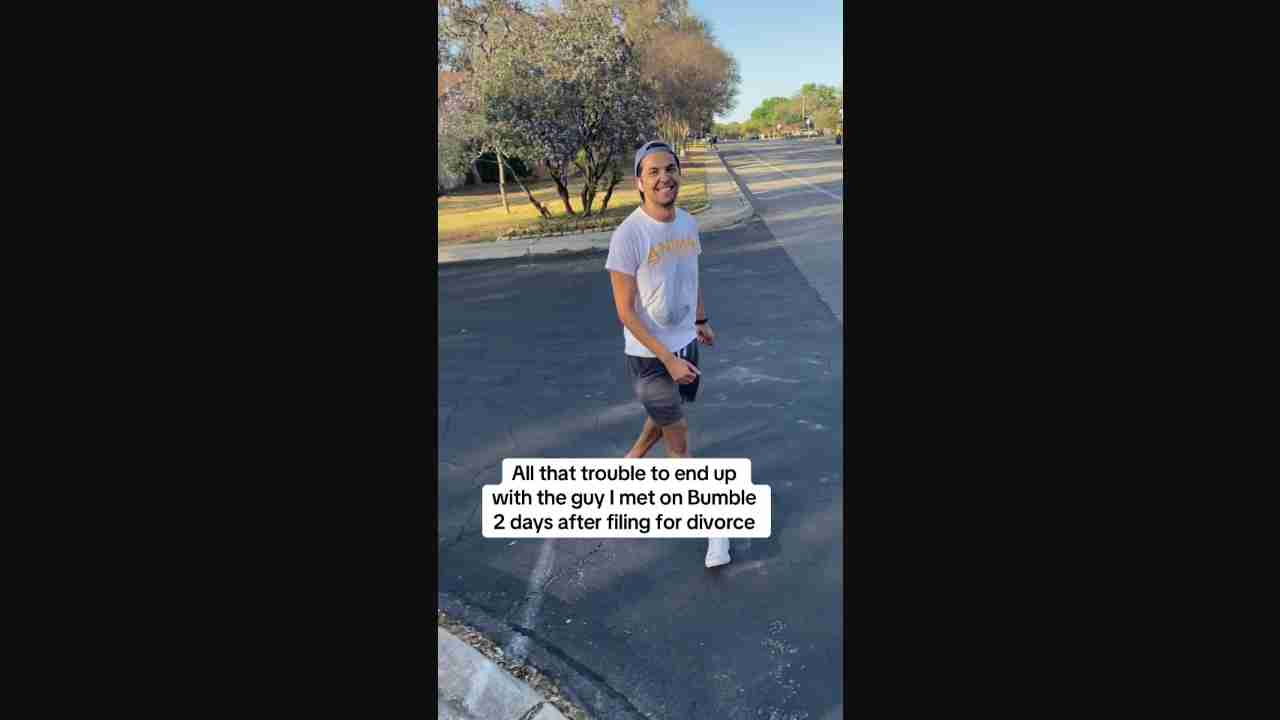 All that trouble to end up
with the guy I met on Bumble
2 days after filing for divorce